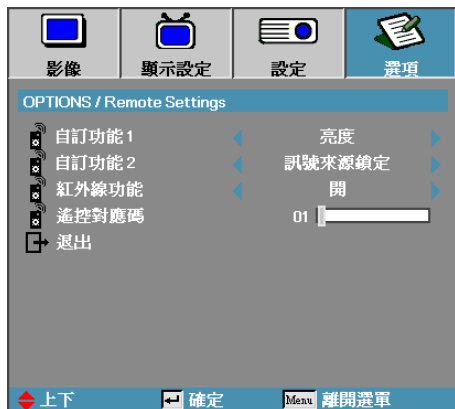 影像 顯示設定 設定 選項
OPTIONS / Remote Settings
自訂功能 1 亮度
自訂功能 2 訊號來源鎖定
紅外線功能 開
遙控對應碼 01
退出
上下 確定 Menu 離開選單